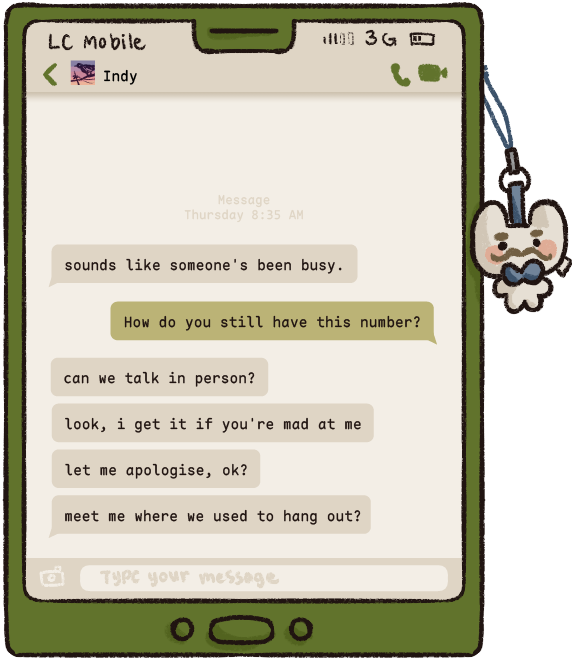 LC Mobile 3G
Indy
Message
Thursday 8:35 AM
sounds like someone's been busy.
How do you still have this number?
can we talk in person?
look, i get it if you're mad at me
let me apologise, ok?
meet me where we used to hang out?
Type your message